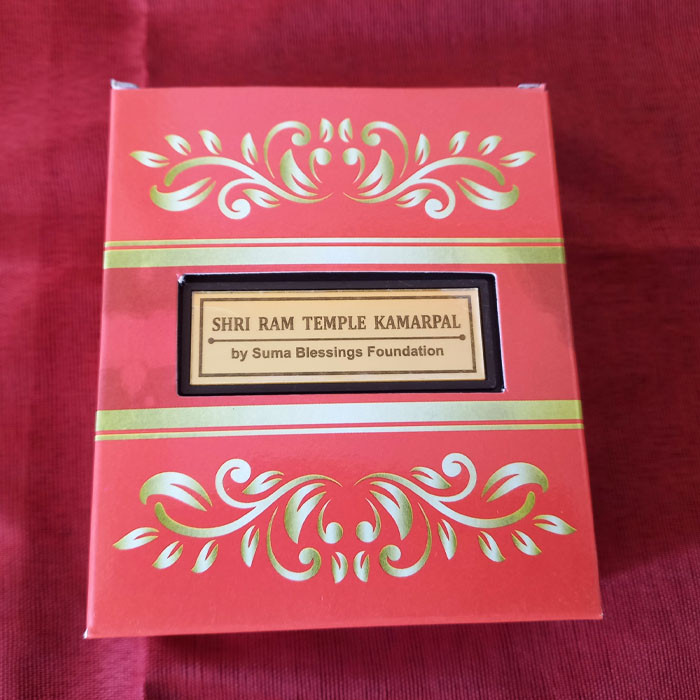 SHRI RAM TEMPLE KAMARPAL
by Suma Blessings Foundation